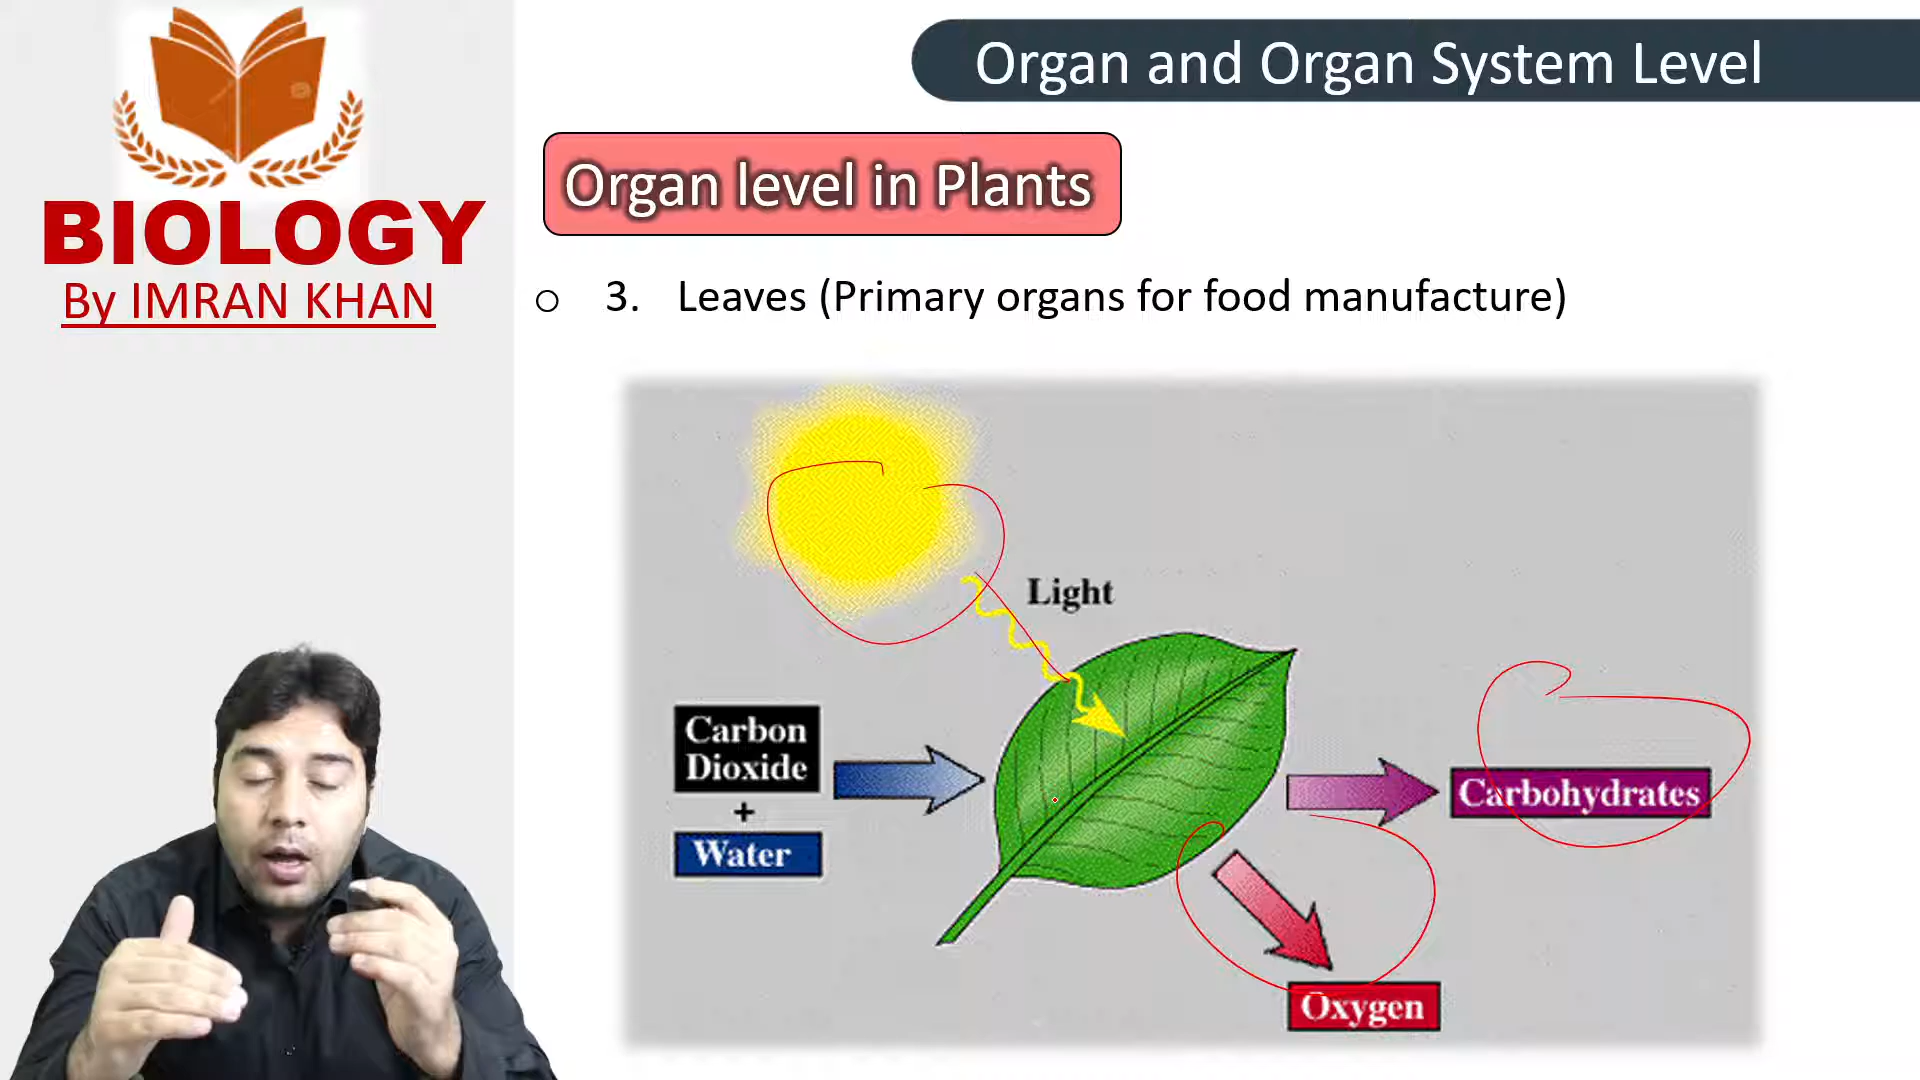 BIOLOGY
By IMRAN KHAN
Organ and Organ System Level
Organ level in Plants
3. Leaves (Primary organs for food manufacture)
Light
Carbon
Dioxide
+
Water
Carbohydrates
Oxygen